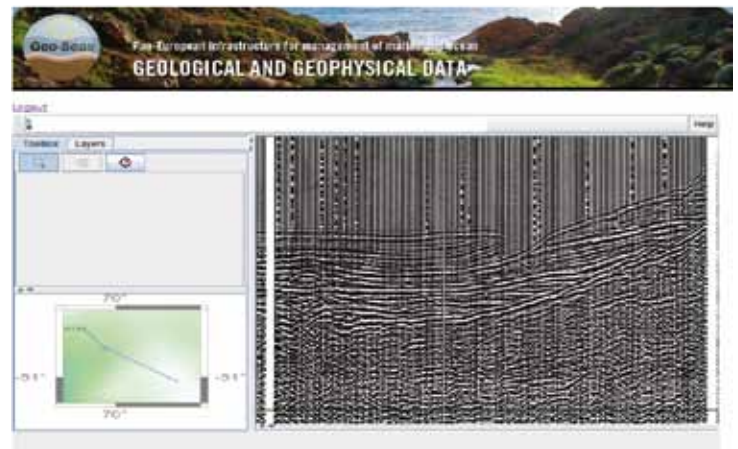 Geo-Seas
Pan-European infrastructure for management of marine and ocean
GEOLOGICAL AND GEOPHYSICAL DATA
Logout
Help
Toolbox
Layers
70°
-51°
-51°
70°